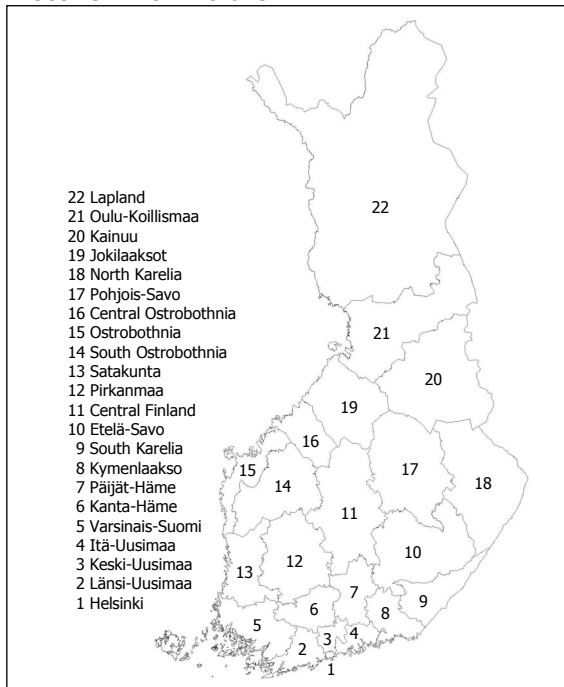 22 Lapland
21 Oulu-Koillismaa
20 Kainuu
19 Jokilaaksot
18 North Karelia
17 Pohjois-Savo
16 Central Ostrobothnia
15 Ostrobothnia
14 South Ostrobothnia
13 Satakunta
12 Pirkanmaa
11 Central Finland
10 Etelä-Savo
9 South Karelia
8 Kymenlaakso
7 Päijät-Häme
6 Kanta-Häme
5 Varsinais-Suomi
4 Itä-Uusimaa
3 Keski-Uusimaa
2 Länsi-Uusimaa
1 Helsinki
22
21
20
19
16
17
15
14
18
11
10
12
13
7
9
6
8
5
4
3
2
1